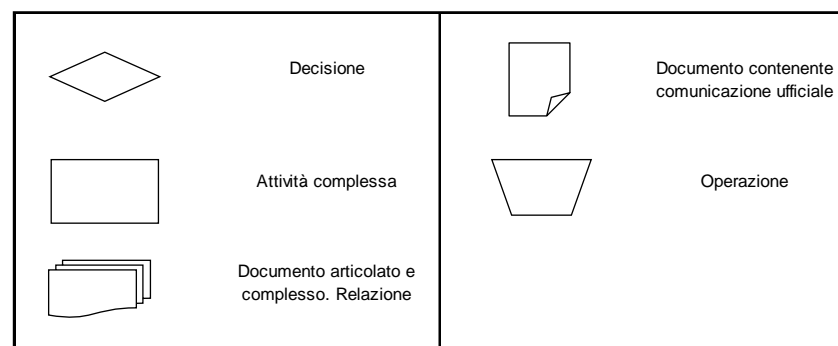 Decisione
Attività complessa
Documento articolato e
complesso. Relazione
Documento contenente
comunicazione ufficiale
Operazione